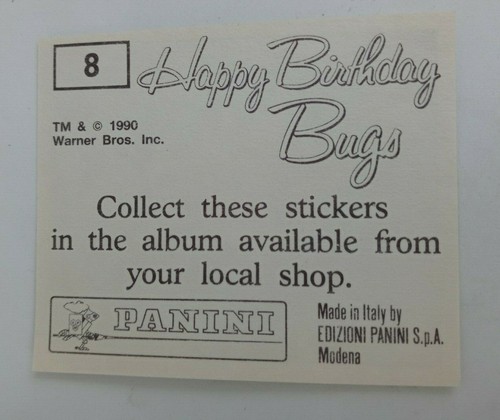 8
Happy Birthday
Bugs
TM & © 1990
Warner Bros. Inc.
Collect these stickers
in the album available from
your local shop.
PANINI
Made in Italy by
EDIZIONI PANINI S.p.A.
Modena